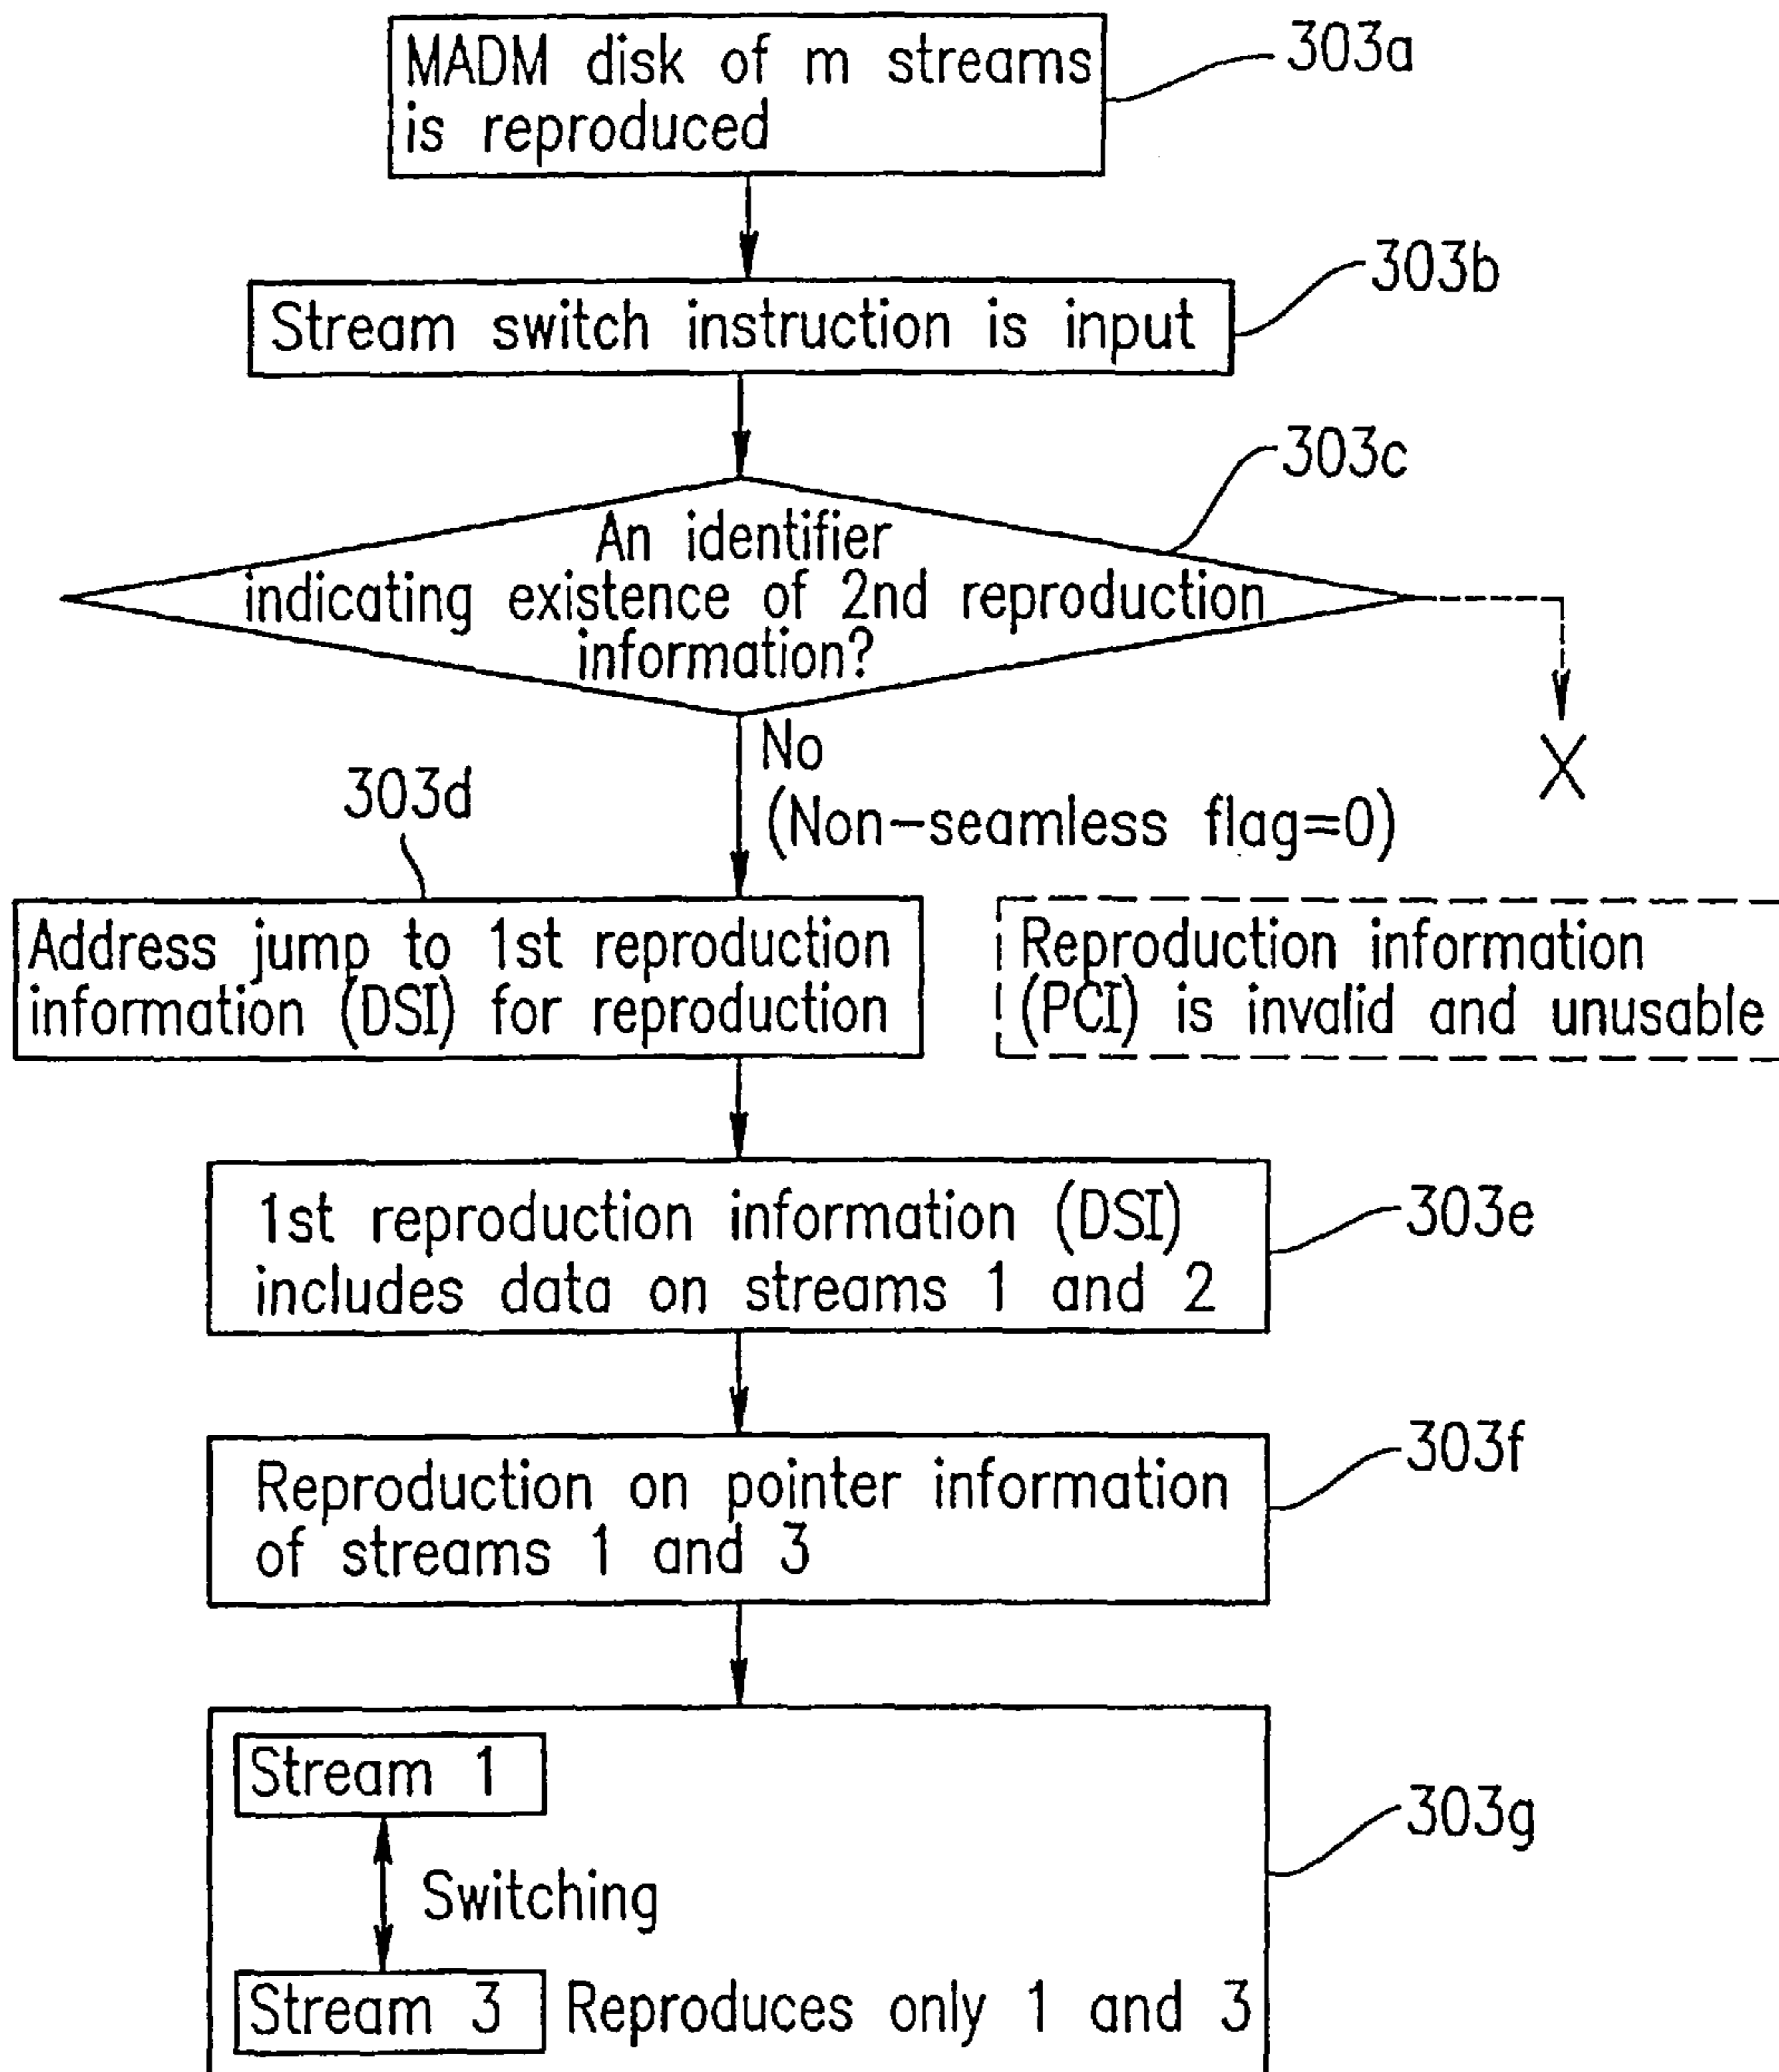 MADM disk of m streams
is reproduced
303a
Stream switch instruction is input
303b
303c
An identifier
indicating existence of 2nd reproduction
information?
X
No
(Non-seamless flag=0)
303d
Address jump to 1st reproduction
information (DSI) for reproduction
Reproduction information
(PCI) is invalid and unusable
1st reproduction information (DSI)
includes data on streams 1 and 2
303e
Reproduction on pointer information
of streams 1 and 3
303f
Stream 1
Switching
303g
Stream 3
Reproduces only 1 and 3